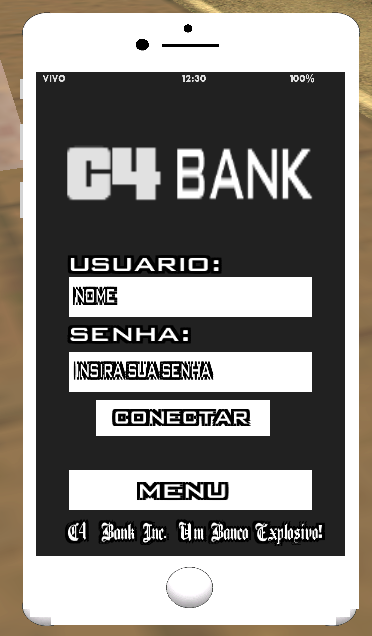 VIVO 12:30 100%
C4 BANK
USUARIO:
NOME
SENHA:
INSIRA SUA SENHA
CONECTAR
MENU
C4 Bank Inc. Um Banco Explosivo!